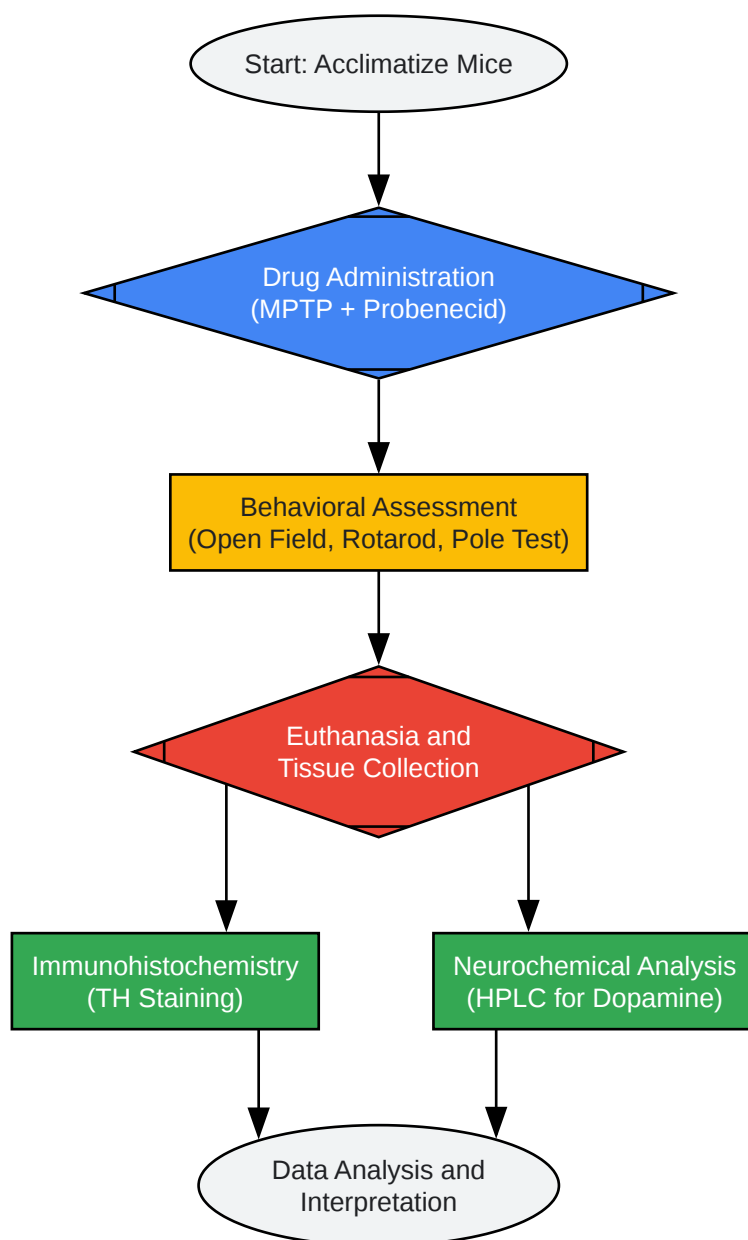 Start: Acclimatize Mice
Drug Administration
(MPTP + Probenecid)
Behavioral Assessment
(Open Field, Rotarod, Pole Test)
Euthanasia and
Tissue Collection
Immunohistochemistry
(TH Staining)
Neurochemical Analysis
(HPLC for Dopamine)
Data Analysis and
Interpretation